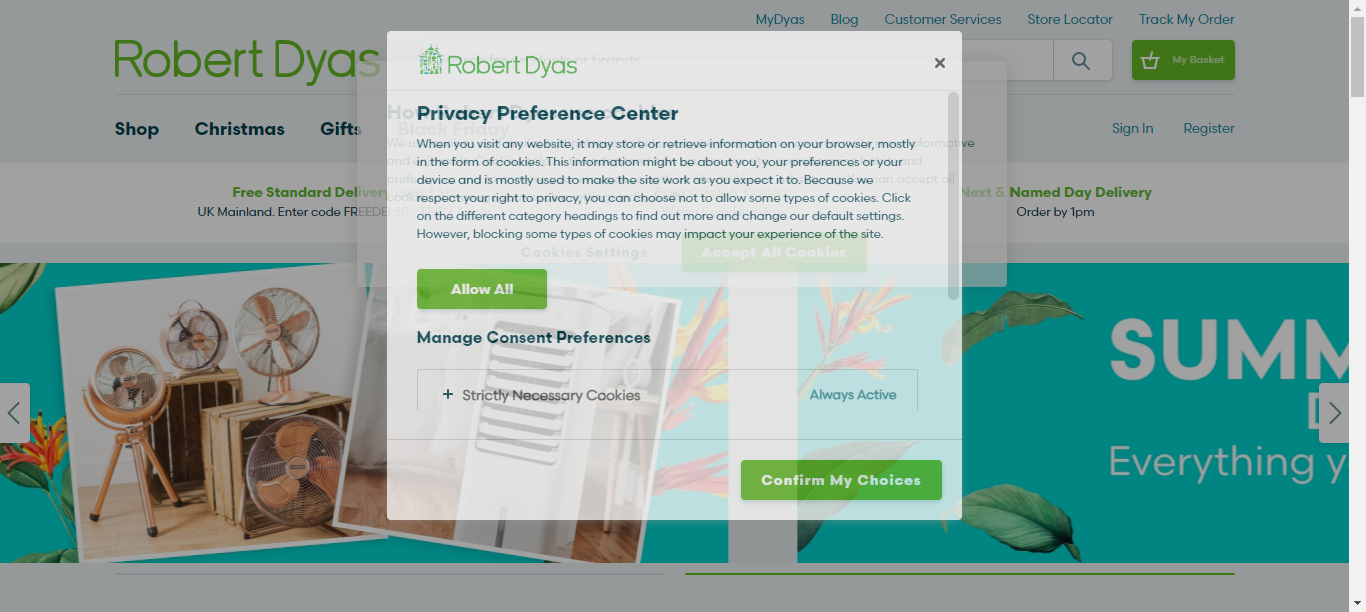 MyDyas Blog Customer Services Store Locator Track My Order
Robert Dyas
My Basket
Shop Christmas Gifts Black Friday
Sign In Register
Free Standard Delivery
UK Mainland. Enter code FREEDEL50
Next & Named Day Delivery
Order by 1pm
Robert Dyas
Privacy Preference Center
When you visit any website, it may store or retrieve information on your browser, mostly
in the form of cookies. This information might be about you, your preferences or your
device and is mostly used to make the site work as you expect it to. Because we
respect your right to privacy, you can choose not to allow some types of cookies. Click
on the different category headings to find out more and change our default settings.
However, blocking some types of cookies may impact your experience of the site.
Cookies Settings Accept All Cookies
Allow All
Manage Consent Preferences
+ Strictly Necessary Cookies Always Active
Confirm My Choices
SUMM
Everything y